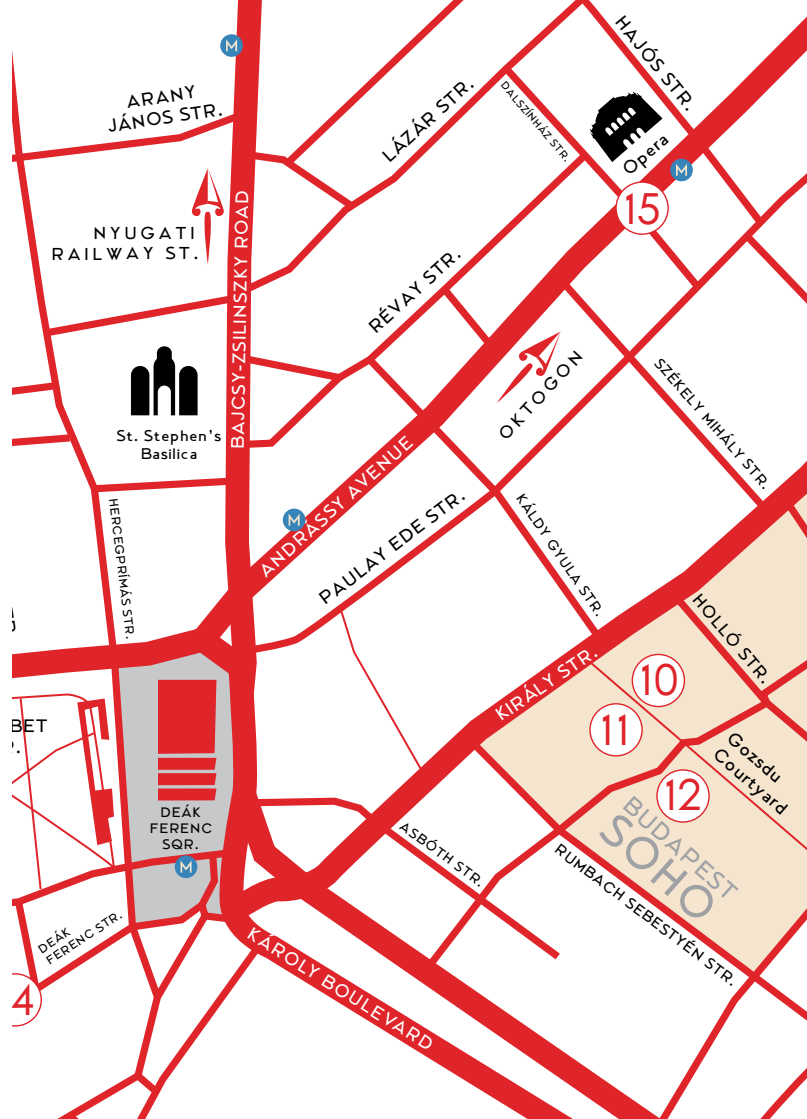 M
HAJÓS STR.
ARANY
JÁNOS STR.
LÁZÁR STR.
DALSZÍNHÁZ STR.
Opera
M
15
NYUGATI
RAILWAY ST.
BAJCSY-ZSILINSZKY ROAD
RÉVAY STR.
OKTOGON
SZÉKELY MIHÁLY STR.
St. Stephen's
Basilica
ANDRÁSSY AVENUE
M
PAULAY EDE STR.
KÁLDY GYULA STR.
HERCEGPRÍMÁS STR.
HOLLÓ STR.
KIRÁLY STR.
10
11
12
Gozsdu
Courtyard
BUDAPEST
SOHO
BET
DEÁK
FERENC
SQR.
M
ASBÓTH STR.
RUMBACH SEBESTYÉN STR.
DEÁK
FERENC STR.
KÁROLY BOULEVARD
4